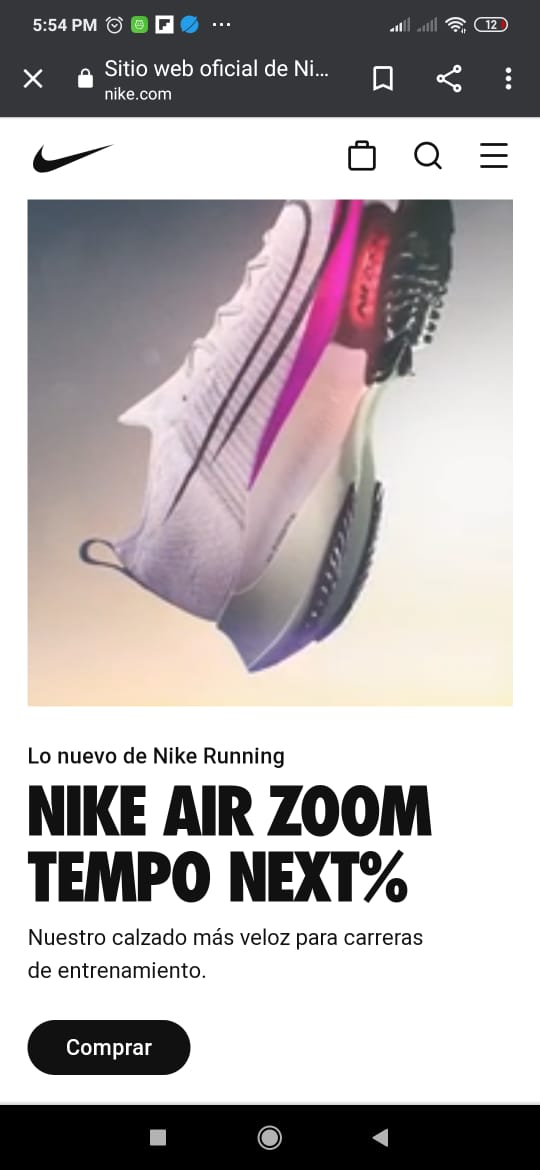 5:54 PM
12
Sitio web oficial de Ni...
nike.com
Lo nuevo de Nike Running
NIKE AIR ZOOM
TEMPO NEXT%
Nuestro calzado más veloz para carreras
de entrenamiento.
Comprar